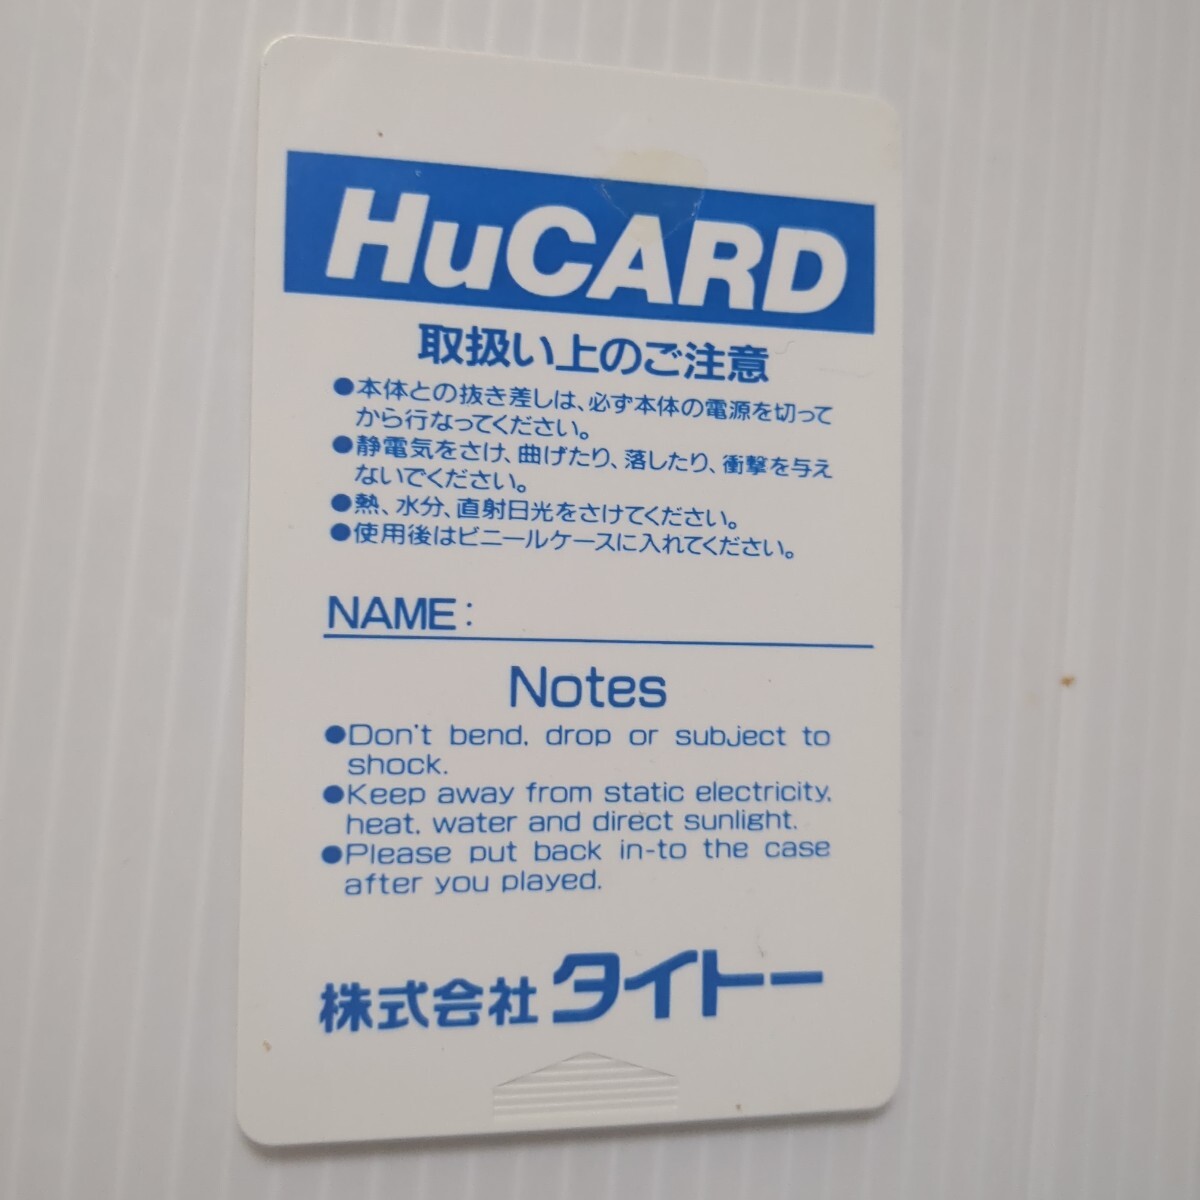 HuCARD
取扱い上のご注意
●本体との抜き差しは、必ず本体の電源を切って
から行なってください。
●静電気をさけ、曲げたり、落したり、衝撃を与え
ないでください。
●熱、水分、直射日光をさけてください。
●使用後はビニールケースに入れてください。
NAME:
Notes
●Don't bend, drop or subject to
shock.
●Keep away from static electricity,
heat, water and direct sunlight.
●Please put back in-to the case
after you played.
株式会社 タイトー